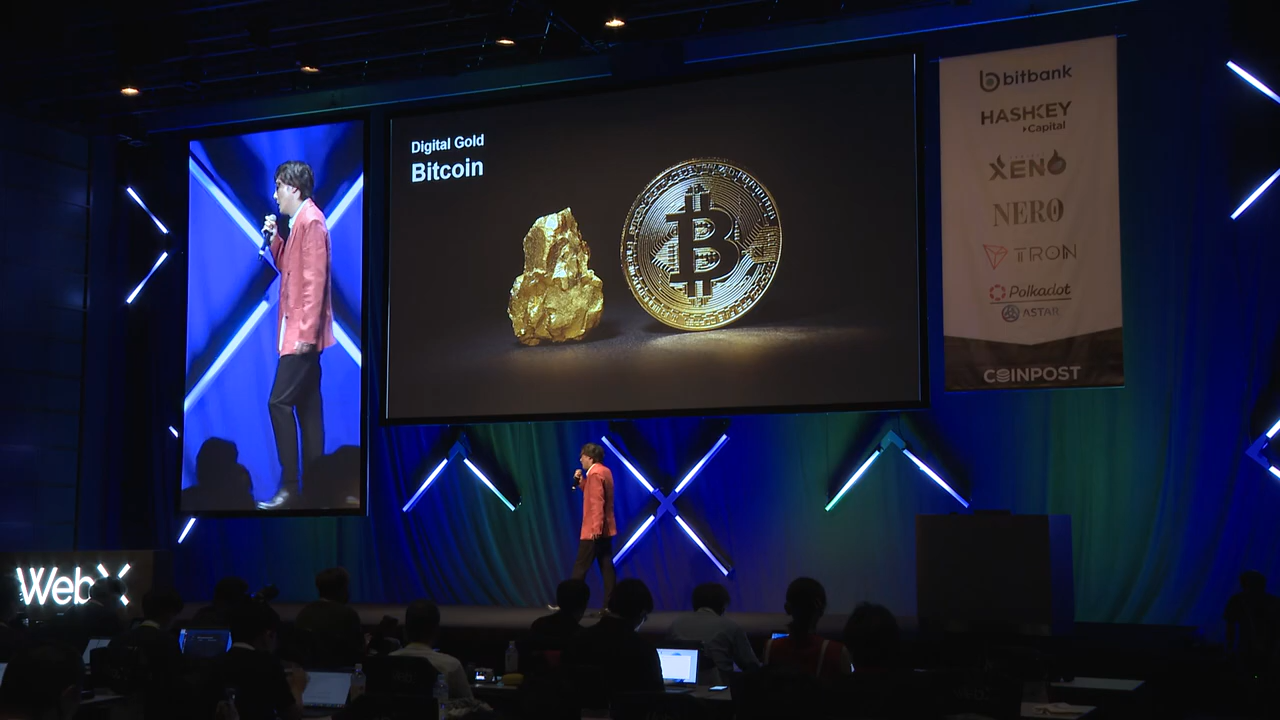 Digital Gold
Bitcoin
bitbank
HASHKEY
Capital
XENO
NERO
TRON
Polkadot
ASTAR
COINPOST
WebX